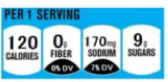 PER 1 SERVING
120 CALORIES
0g FIBER 0% DV
170mg SODIUM 7% DV
9g SUGARS